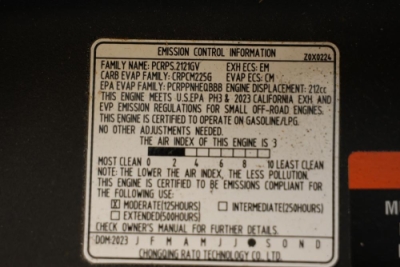 EMISSION CONTROL INFORMATION
ZOX0224
FAMILY NAME: PCRPS.2121GV EXH ECS: EM
CARB EVAP FAMILY: CRPCM225G EVAP ECS: CM
EPA EVAP FAMILY: PCRPPNHEQBBB ENGINE DISPLACEMENT: 212cc
THIS ENGINE MEETS U.S.EPA PH3 & 2023 CALIFORNIA EXH AND
EVP EMISSION REGULATIONS FOR SMALL OFF-ROAD ENGINES.
THIS ENGINE IS CERTIFIED TO OPERATE ON GASOLINE/LPG.
NO OTHER ADJUSTMENTS NEEDED.
THE AIR INDEX OF THIS ENGINE IS 3
MOST CLEAN 0 2 4 6 8 10 LEAST CLEAN
NOTE: THE LOWER THE AIR INDEX, THE LESS POLLUTION.
THIS ENGINE IS CERTIFIED TO BE EMISSIONS COMPLIANT FOR
THE FOLLOWING USE:
☒ MODERATE(125HOURS) ☐ INTERMEDIATE(250HOURS)
☐ EXTENDED(500HOURS)
CHECK OWNER'S MANUAL FOR FURTHER DETAILS.
DOM:2023 J F M A M J J ● S O N D
CHONGQING RATO TECHNOLOGY CO., LTD.